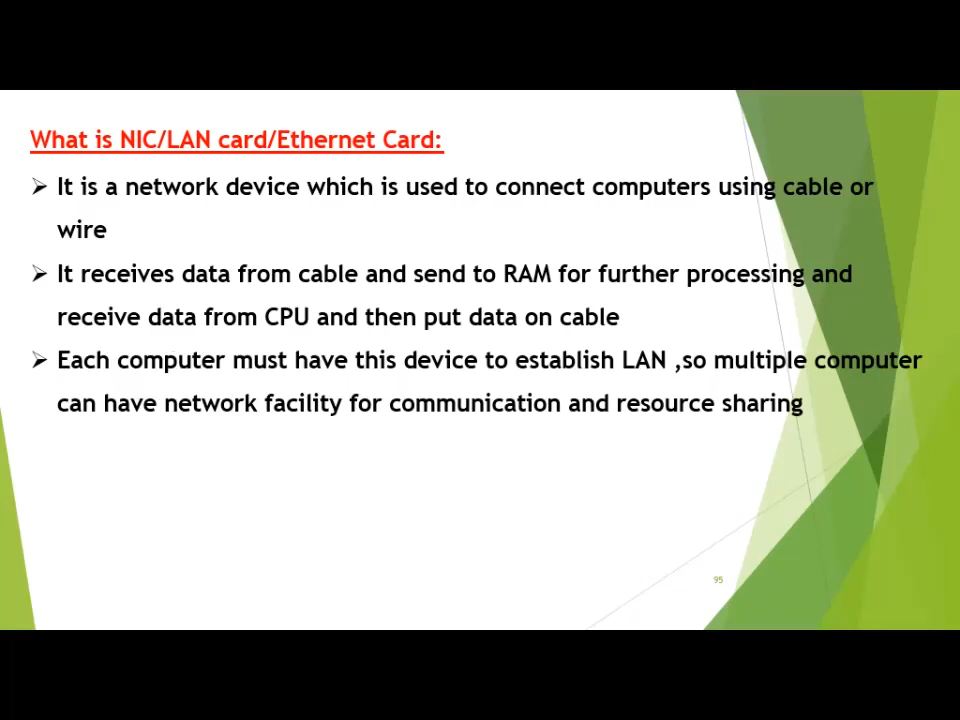 What is NIC/LAN card/Ethernet Card:
➢ It is a network device which is used to connect computers using cable or
wire
➢ It receives data from cable and send to RAM for further processing and
receive data from CPU and then put data on cable
➢ Each computer must have this device to establish LAN ,so multiple computer
can have network facility for communication and resource sharing
95